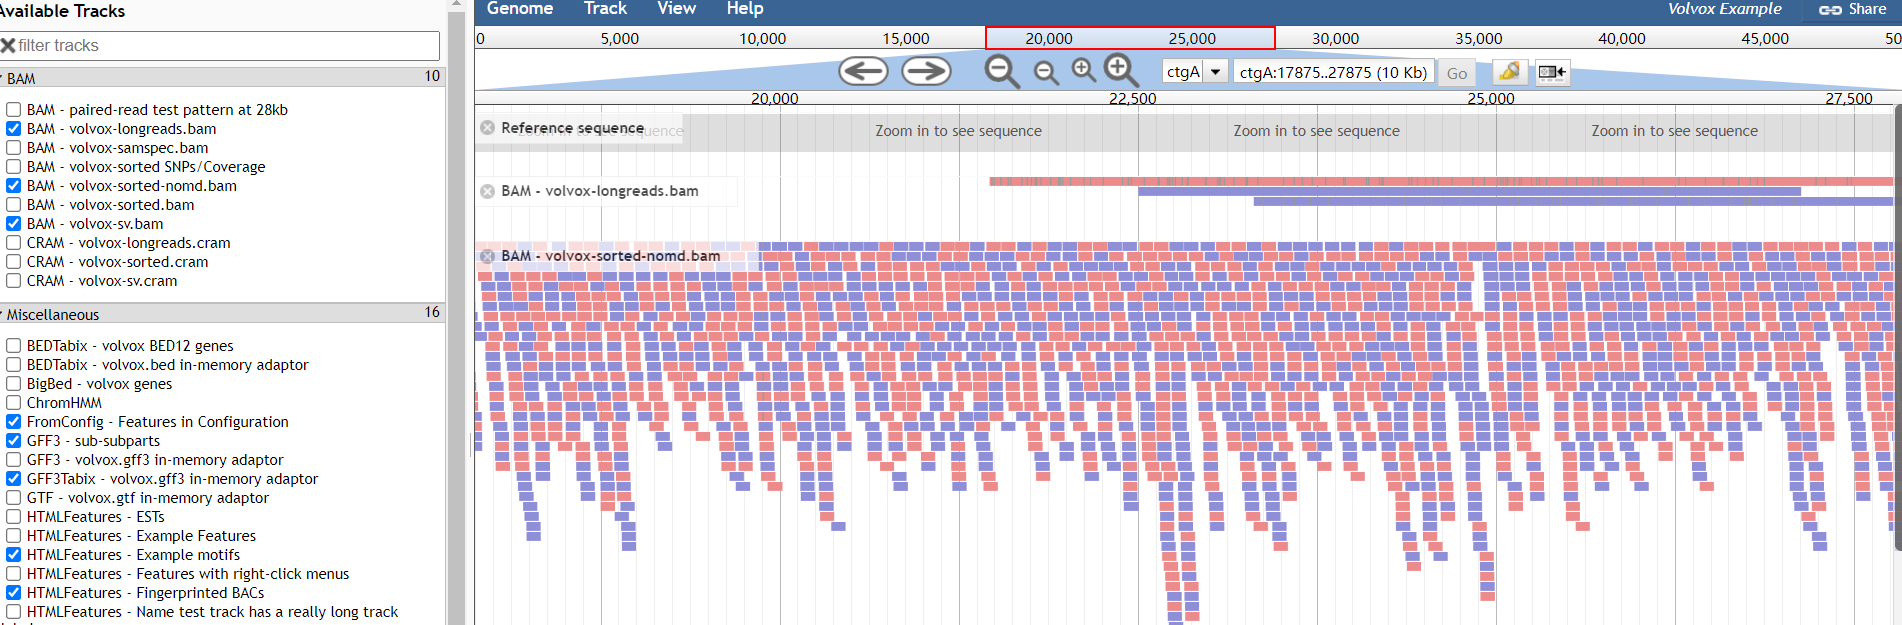 Available Tracks
filter tracks
BAM 10
BAM - paired-read test pattern at 28kb
BAM - volvox-longreads.bam
BAM - volvox-samspec.bam
BAM - volvox-sorted SNPs/Coverage
BAM - volvox-sorted-nomd.bam
BAM - volvox-sorted.bam
BAM - volvox-sv.bam
CRAM - volvox-longreads.cram
CRAM - volvox-sorted.cram
CRAM - volvox-sv.cram
Miscellaneous 16
BEDTabix - volvox BED12 genes
BEDTabix - volvox.bed in-memory adaptor
BigBed - volvox genes
ChromHMM
FromConfig - Features in Configuration
GFF3 - sub-subparts
GFF3 - volvox.gff3 in-memory adaptor
GFF3Tabix - volvox.gff3 in-memory adaptor
GTF - volvox.gtf in-memory adaptor
HTMLFeatures - ESTs
HTMLFeatures - Example Features
HTMLFeatures - Example motifs
HTMLFeatures - Features with right-click menus
HTMLFeatures - Fingerprinted BACs
HTMLFeatures - Name test track has a really long track
Genome Track View Help Volvox Example Share
0 5,000 10,000 15,000 20,000 25,000 30,000 35,000 40,000 45,000 50
ctgA ctgA:17875..27875 (10 Kb) Go
20,000 22,500 25,000 27,500
Reference sequence Zoom in to see sequence Zoom in to see sequence Zoom in to see sequence
BAM - volvox-longreads.bam
BAM - volvox-sorted-nomd.bam